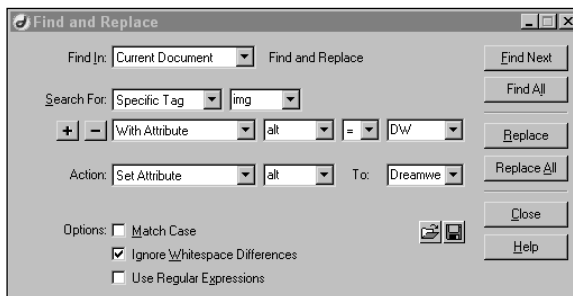 Find and Replace
Find In: Current Document Find and Replace Find Next
Find All
Search For: Specific Tag img
+ − With Attribute alt = DW Replace
Action: Set Attribute alt To: Dreamwe Replace All
Close
Options: Match Case
Ignore Whitespace Differences Help
Use Regular Expressions